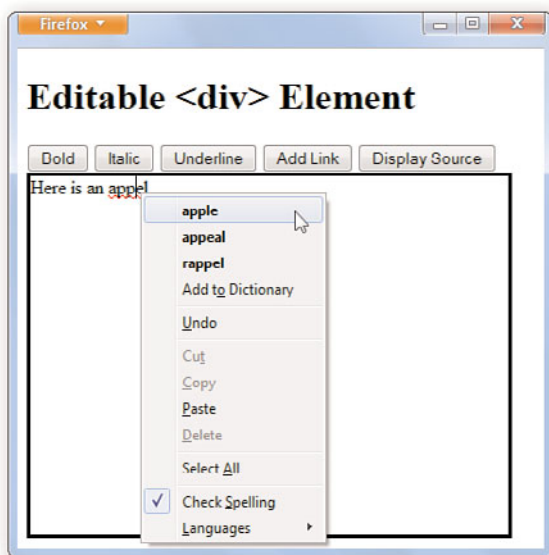 Firefox
Editable <div> Element
Bold Italic Underline Add Link Display Source
Here is an appel
apple
appeal
rappel
Add to Dictionary
Undo
Cut
Copy
Paste
Delete
Select All
Check Spelling
Languages